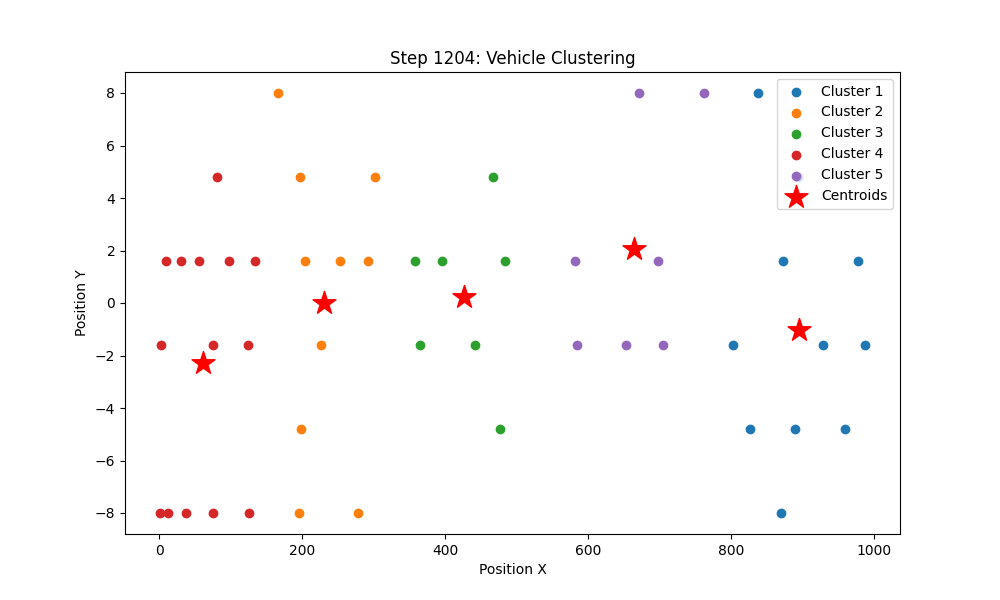 Step 1204: Vehicle Clustering
Position Y
8
6
4
2
0
−2
−4
−6
−8
Cluster 1
Cluster 2
Cluster 3
Cluster 4
Cluster 5
Centroids
0 200 400 600 800 1000
Position X